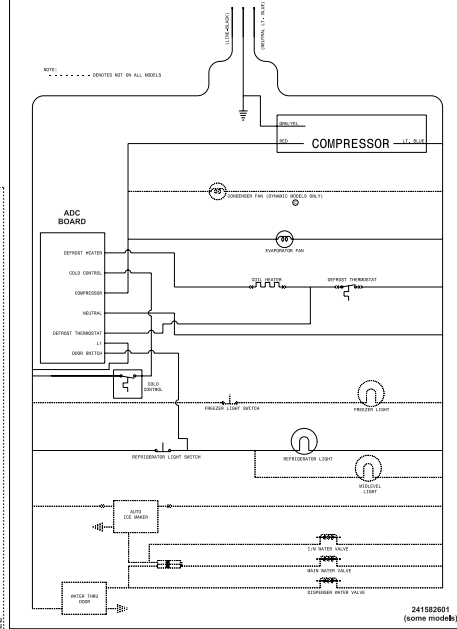 (LINE-BLACK)
(NEUTRAL LT. BLUE)
NOTE:
DENOTES NOT ON ALL MODELS
GRN/YEL
RED
COMPRESSOR
LT. BLUE
CONDENSER FAN (DYNAMIC MODELS ONLY)
ADC
BOARD
EVAPORATOR FAN
DEFROST HEATER
COLD CONTROL
COIL HEATER
DEFROST THERMOSTAT
COMPRESSOR
NEUTRAL
DEFROST THERMOSTAT
L1
DOOR SWITCH
COLD
CONTROL
FREEZER LIGHT SWITCH
FREEZER LIGHT
REFRIGERATOR LIGHT SWITCH
REFRIGERATOR LIGHT
MIDLEVEL
LIGHT
AUTO
ICE MAKER
I/M WATER VALVE
MAIN WATER VALVE
WATER THRU
DOOR
DISPENSER WATER VALVE
241582601
(some models)